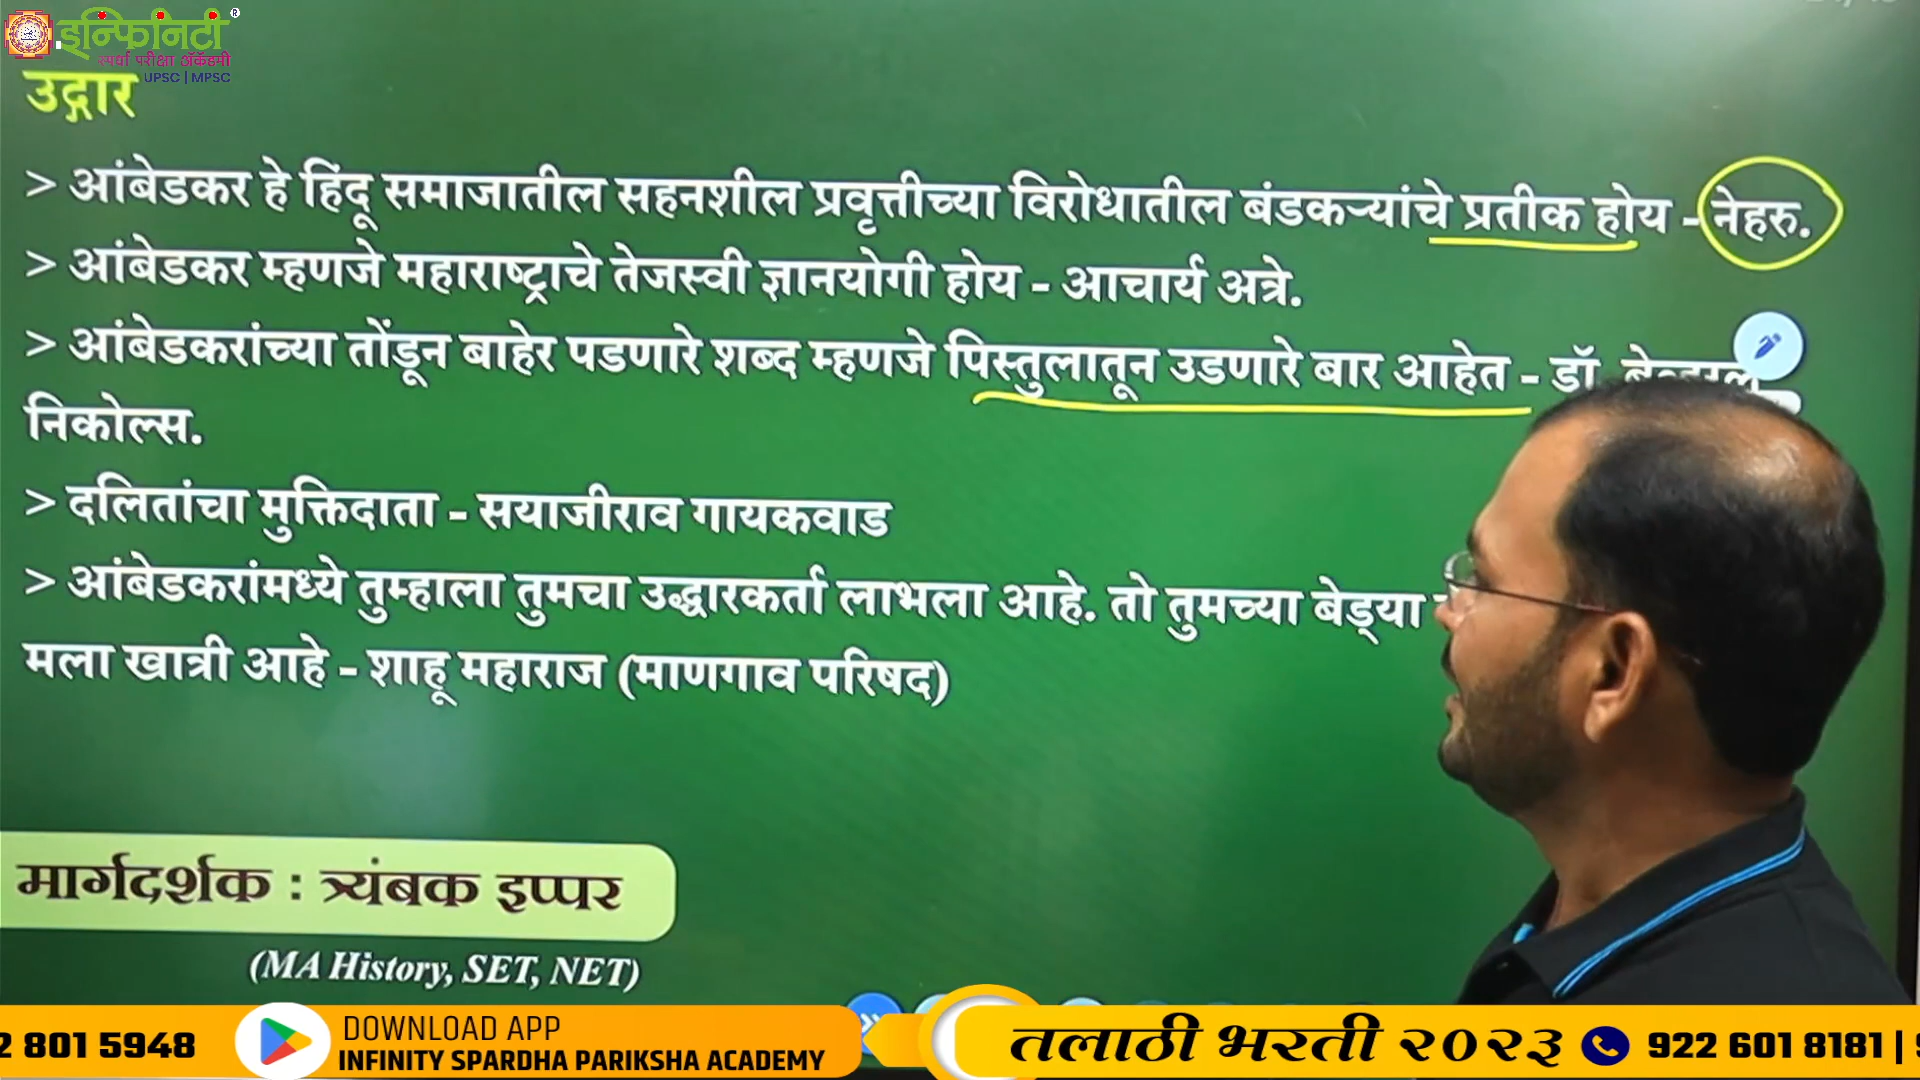 इन्फिनिटी
स्पर्धा परीक्षा ॲकॅडमी
UPSC | MPSC
उद्गार
> आंबेडकर हे हिंदू समाजातील सहनशील प्रवृत्तीच्या विरोधातील बंडकऱ्यांचे प्रतीक होय - नेहरु.
> आंबेडकर म्हणजे महाराष्ट्राचे तेजस्वी ज्ञानयोगी होय - आचार्य अत्रे.
> आंबेडकरांच्या तोंडून बाहेर पडणारे शब्द म्हणजे पिस्तुलातून उडणारे बार आहेत - डॉ.
निकोल्स.
> दलितांचा मुक्तिदाता - सयाजीराव गायकवाड
> आंबेडकरांमध्ये तुम्हाला तुमचा उद्धारकर्ता लाभला आहे. तो तुमच्या बेड्या
मला खात्री आहे - शाहू महाराज (माणगाव परिषद)
मार्गदर्शक : त्र्यंबक इप्पर
(MA History, SET, NET)
2 801 5948
DOWNLOAD APP
INFINITY SPARDHA PARIKSHA ACADEMY
तलाठी भरती २०२३
922 601 8181 |